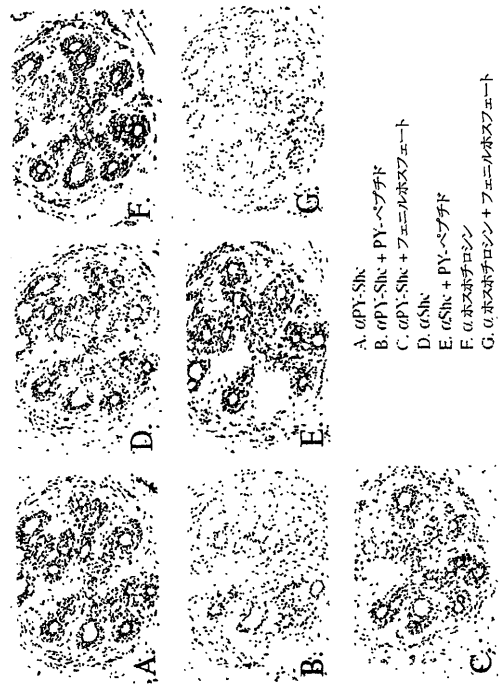 A.
B.
C.
D.
E.
F.
G.
A. αPY-Shc
B. αPY-Shc + PY-ペプチド
C. αPY-Shc + フェニルホスフェート
D. αShc
E. αShc + PY-ペプチド
F. α ホスホチロシン
G. α ホスホチロシン + フェニルホスフェート